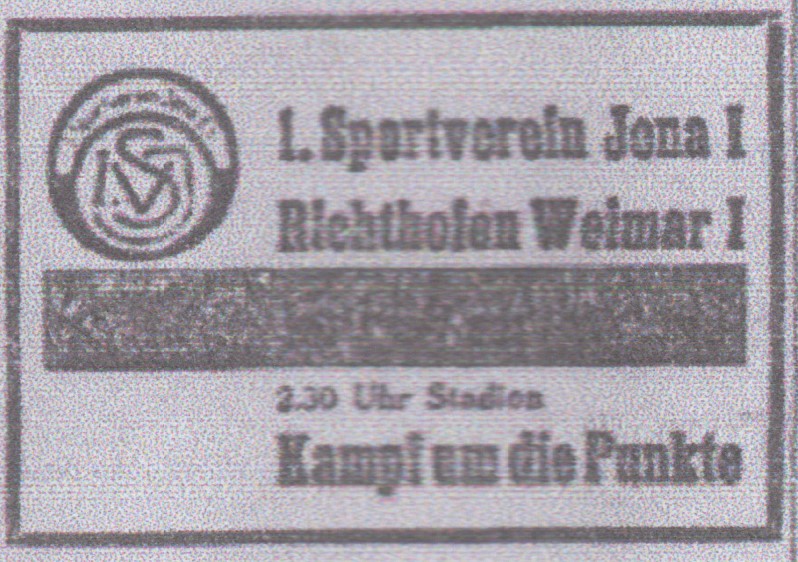 1. Sportverein Jena I
Richthofen Weimar I
2.30 Uhr Stadion
Kampf um die Punkte